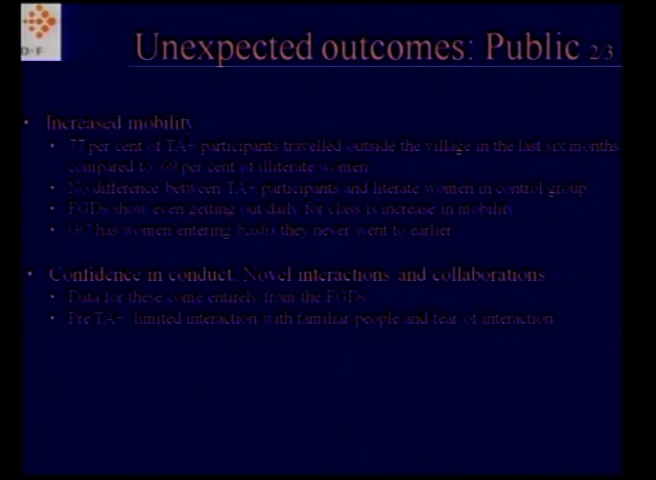 D·F
Unexpected outcomes: Public 2/3
• Increased mobility
• 77 per cent of TA+ participants travelled outside the village in the last six months
compared to 69 per cent of illiterate women
• No difference between TA+ participants and literate women in control group
• FGDs show even getting out daily for class is increase in mobility
• has women entering bastis they never went to earlier
• Confidence in conduct: Novel interactions and collaborations
• Data for these come entirely from the FGDs
• Pre TA+ limited interaction with familiar people and fear of interaction